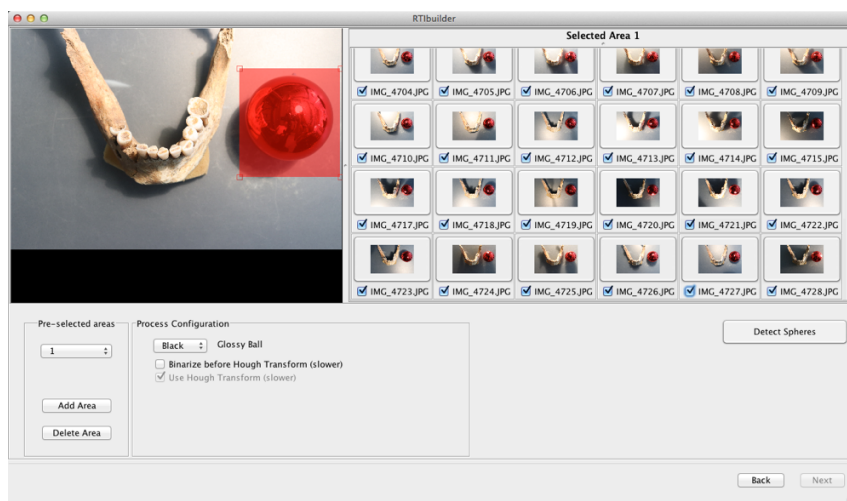 RTIbuilder
Selected Area 1
IMG_4704.JPG IMG_4705.JPG IMG_4706.JPG IMG_4707.JPG IMG_4708.JPG IMG_4709.JPG
IMG_4710.JPG IMG_4711.JPG IMG_4712.JPG IMG_4713.JPG IMG_4714.JPG IMG_4715.JPG
IMG_4717.JPG IMG_4718.JPG IMG_4719.JPG IMG_4720.JPG IMG_4721.JPG IMG_4722.JPG
IMG_4723.JPG IMG_4724.JPG IMG_4725.JPG IMG_4726.JPG IMG_4727.JPG IMG_4728.JPG
Pre-selected areas
1
Add Area
Delete Area
Process Configuration
Black Glossy Ball
Binarize before Hough Transform (slower)
Use Hough Transform (slower)
Detect Spheres
Back Next